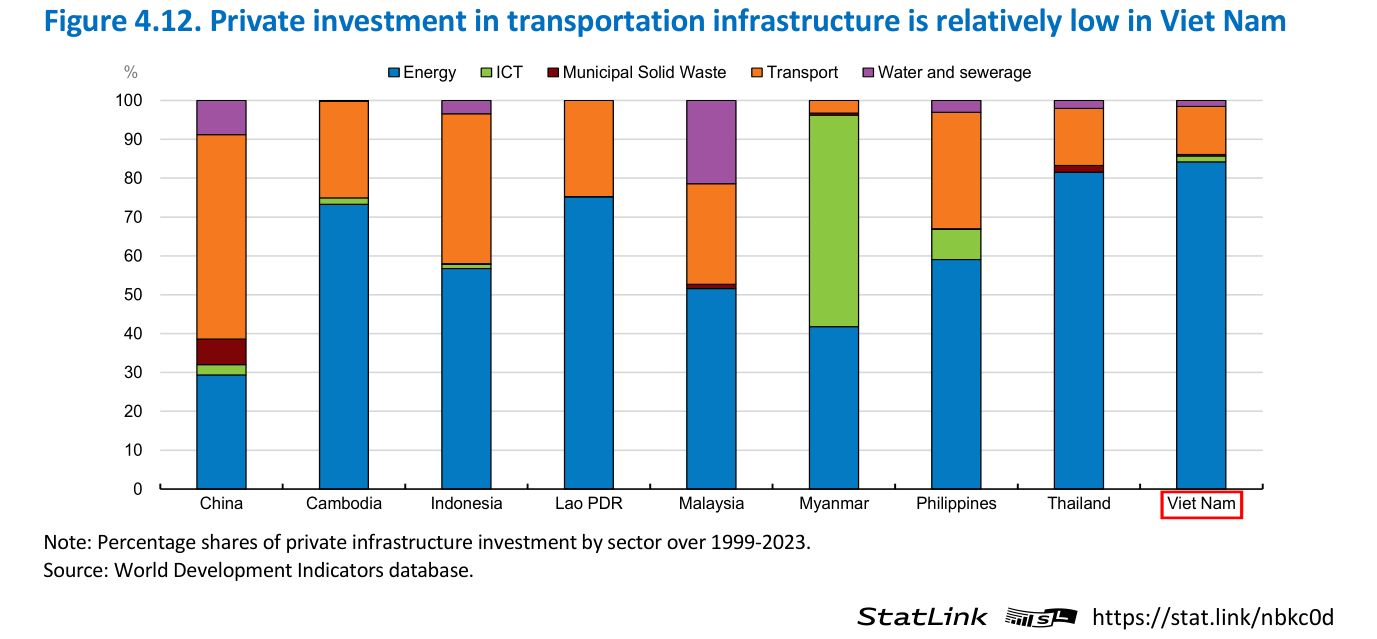 Figure 4.12. Private investment in transportation infrastructure is relatively low in Viet Nam
%
Energy ICT Municipal Solid Waste Transport Water and sewerage
100
90
80
70
60
50
40
30
20
10
0
China Cambodia Indonesia Lao PDR Malaysia Myanmar Philippines Thailand Viet Nam
Note: Percentage shares of private infrastructure investment by sector over 1999-2023.
Source: World Development Indicators database.
StatLink https://stat.link/nbkc0d